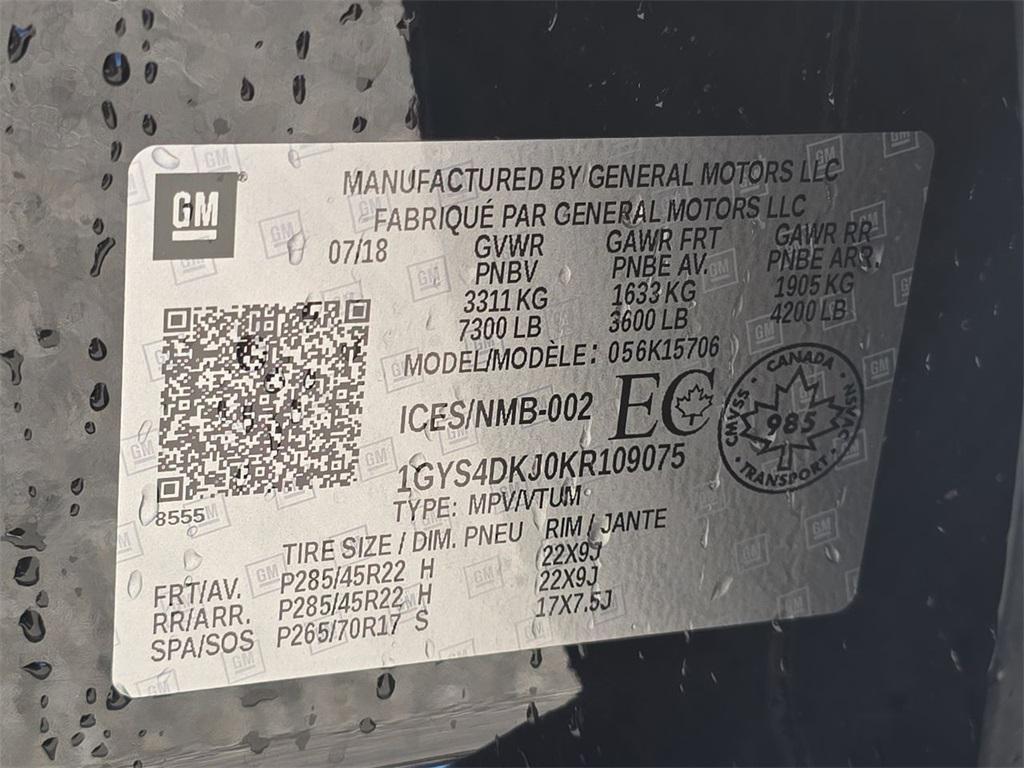 GM
MANUFACTURED BY GENERAL MOTORS LLC
FABRIQUÉ PAR GENERAL MOTORS LLC
07/18 GVWR GAWR FRT GAWR RR
PNBV PNBE AV. PNBE ARR.
3311 KG 1633 KG 1905 KG
7300 LB 3600 LB 4200 LB
MODEL/MODÈLE: 056K15706
ICES/NMB-002 EC
CANADA
CMVSS 985 NSVAC
TRANSPORT
1GYS4DKJ0KR109075
8555
TYPE: MPV/VTUM
TIRE SIZE / DIM. PNEU RIM / JANTE
FRT/AV. P285/45R22 H 22X9J
RR/ARR. P285/45R22 H 22X9J
SPA/SOS P265/70R17 S 17X7.5J